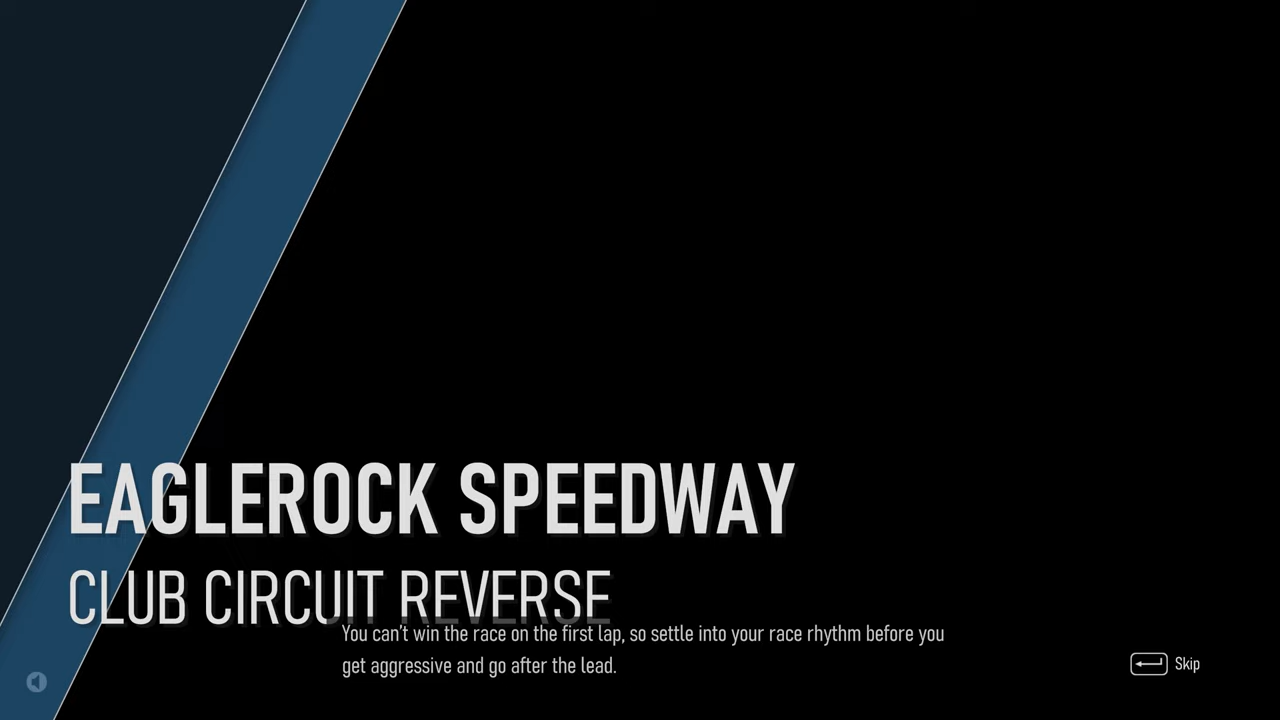 EAGLEROCK SPEEDWAY
CLUB CIRCUIT REVERSE
You can't win the race on the first lap, so settle into your race rhythm before you
get aggressive and go after the lead.
Skip